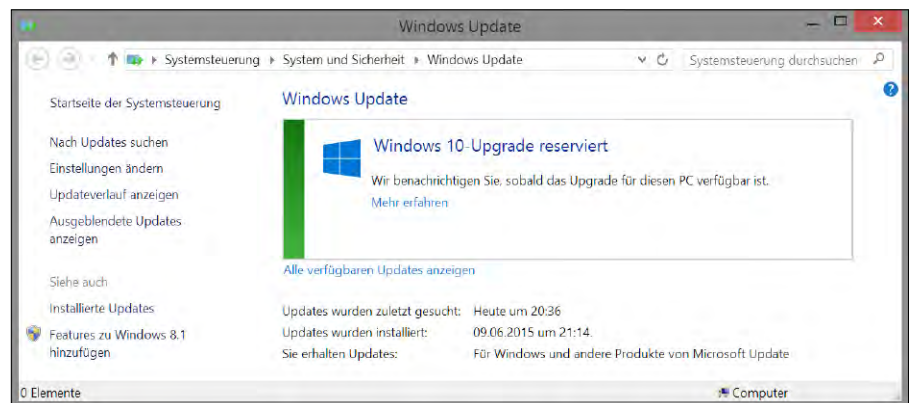 Windows Update
Systemsteuerung ▸ System und Sicherheit ▸ Windows Update
Systemsteuerung durchsuchen
Startseite der Systemsteuerung
Nach Updates suchen
Einstellungen ändern
Updateverlauf anzeigen
Ausgeblendete Updates
anzeigen
Siehe auch
Installierte Updates
Features zu Windows 8.1
hinzufügen
Windows Update
Windows 10-Upgrade reserviert
Wir benachrichtigen Sie, sobald das Upgrade für diesen PC verfügbar ist.
Mehr erfahren
Alle verfügbaren Updates anzeigen
Updates wurden zuletzt gesucht: Heute um 20:36
Updates wurden installiert: 09.06.2015 um 21:14.
Sie erhalten Updates: Für Windows und andere Produkte von Microsoft Update
0 Elemente
Computer